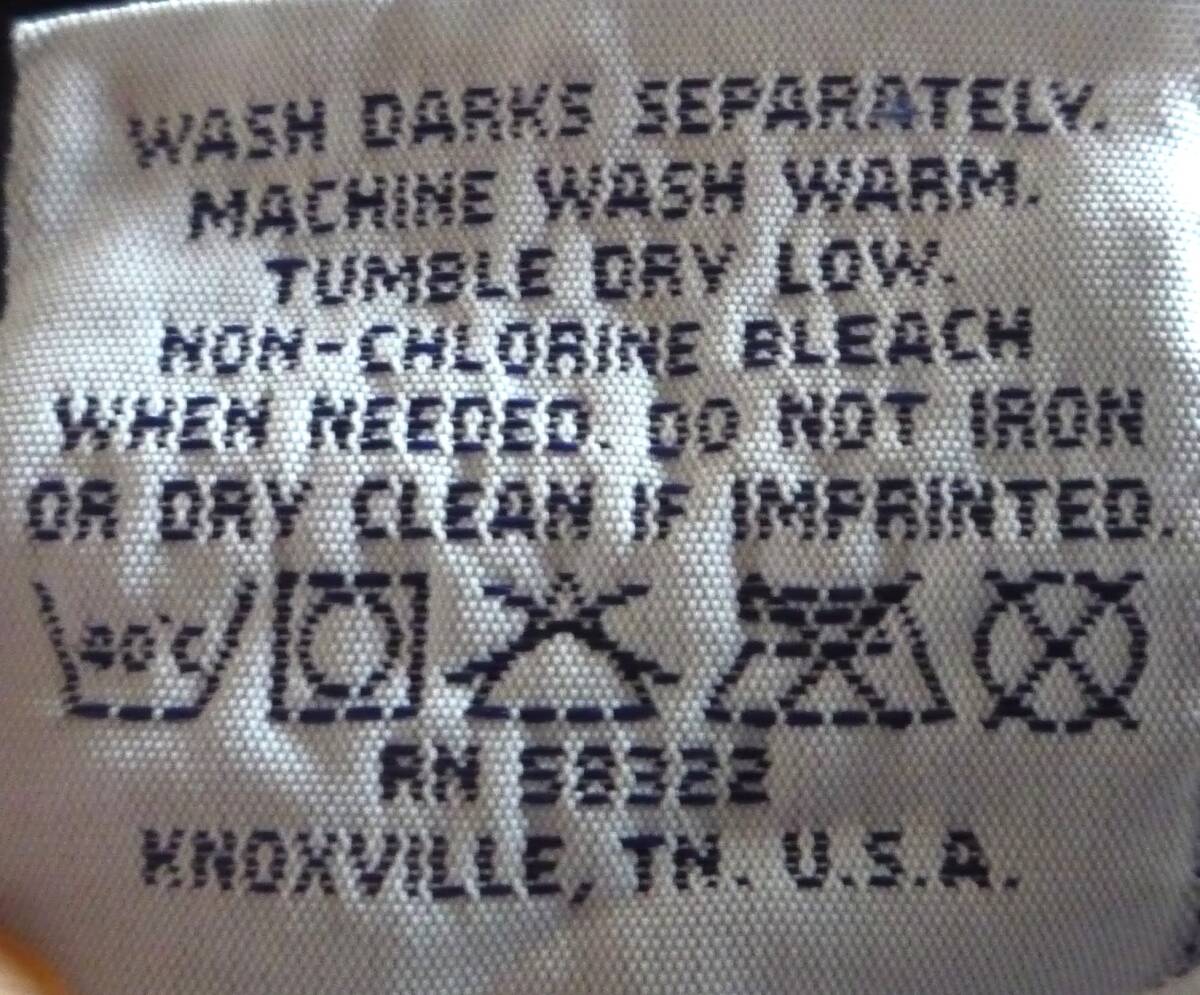 WASH DARKS SEPARATELY.
MACHINE WASH WARM.
TUMBLE DRY LOW.
NON-CHLORINE BLEACH
WHEN NEEDED. DO NOT IRON
OR DRY CLEAN IF IMPRINTED.
40°C
RN 58322
KNOXVILLE, TN. U.S.A.